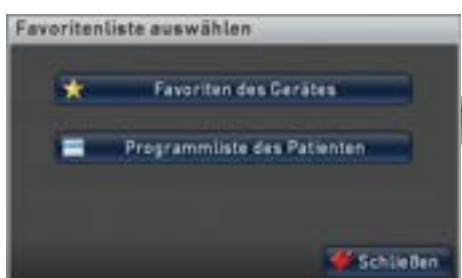 Favoritenliste auswählen
Favoriten des Gerätes
Programmliste des Patienten
Schließen